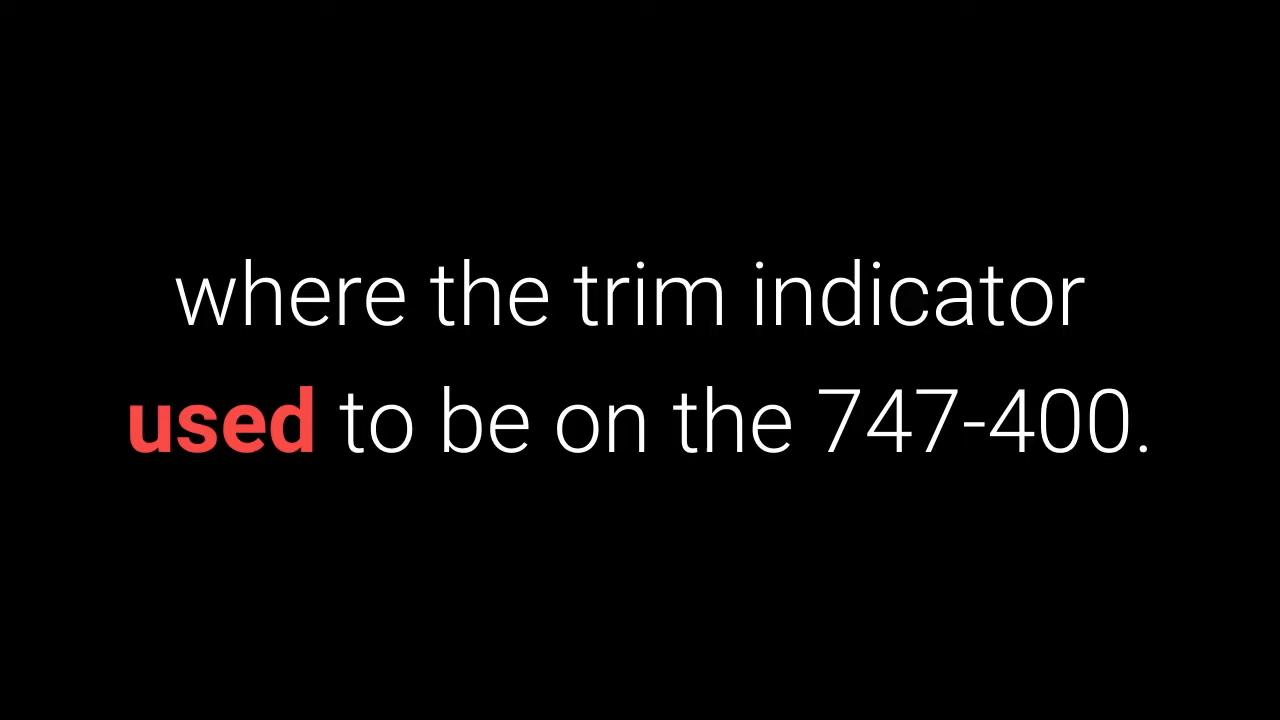 where the trim indicator
used to be on the 747-400.